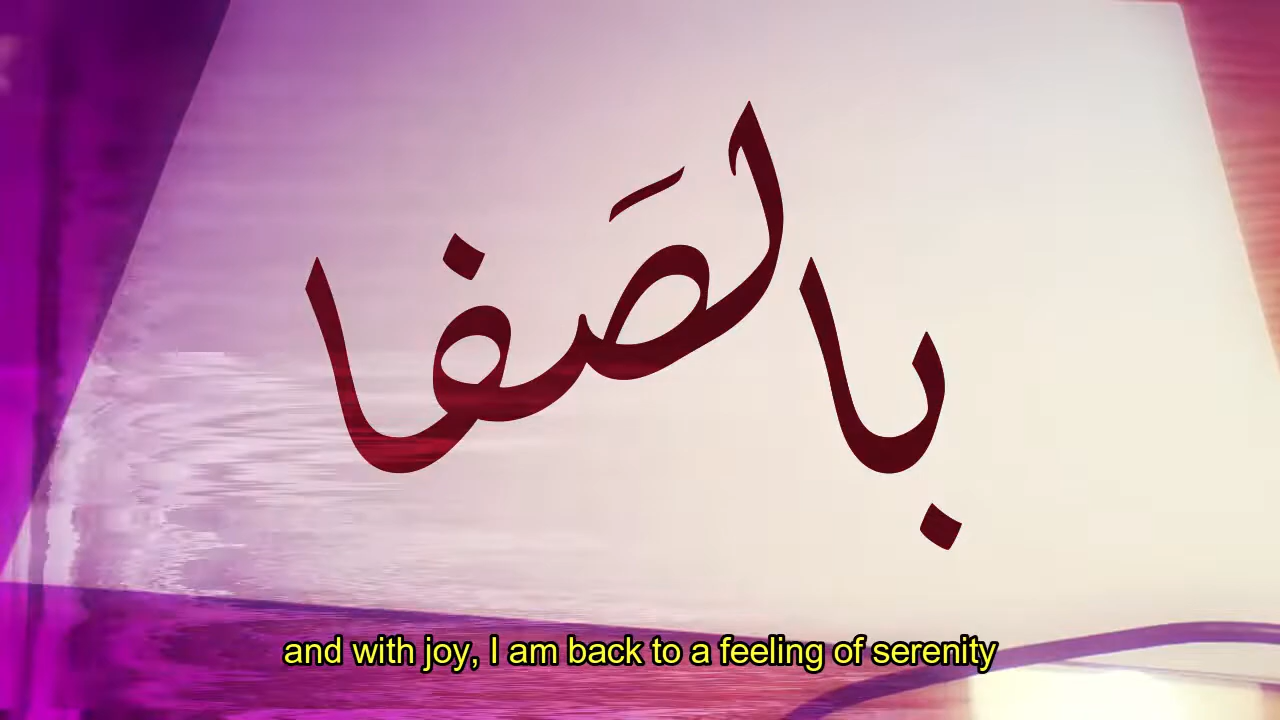 بالصَفا
and with joy, I am back to a feeling of serenity